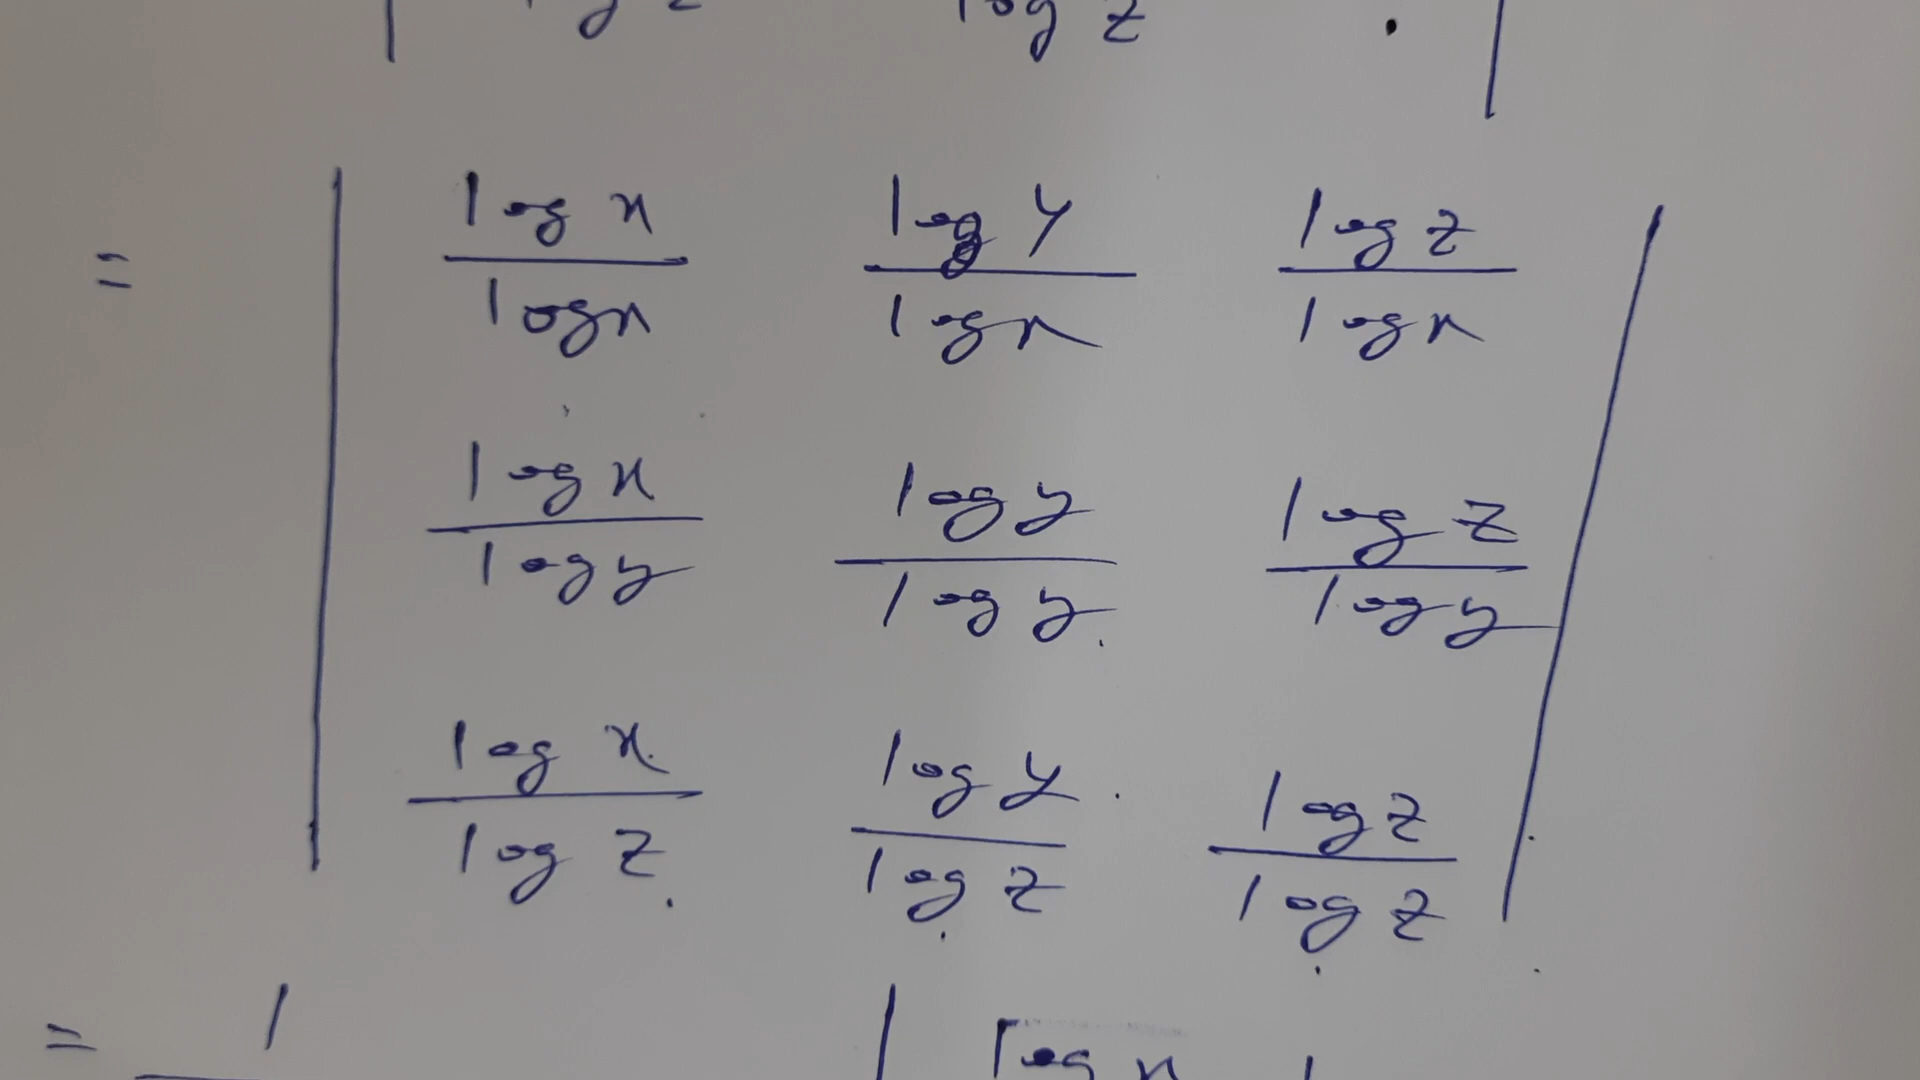 log z
= | log x log y log z |
log x log x log x
log x log y log z
log y log y log y
log x log y log z
log z log z log z
= 1 | log x